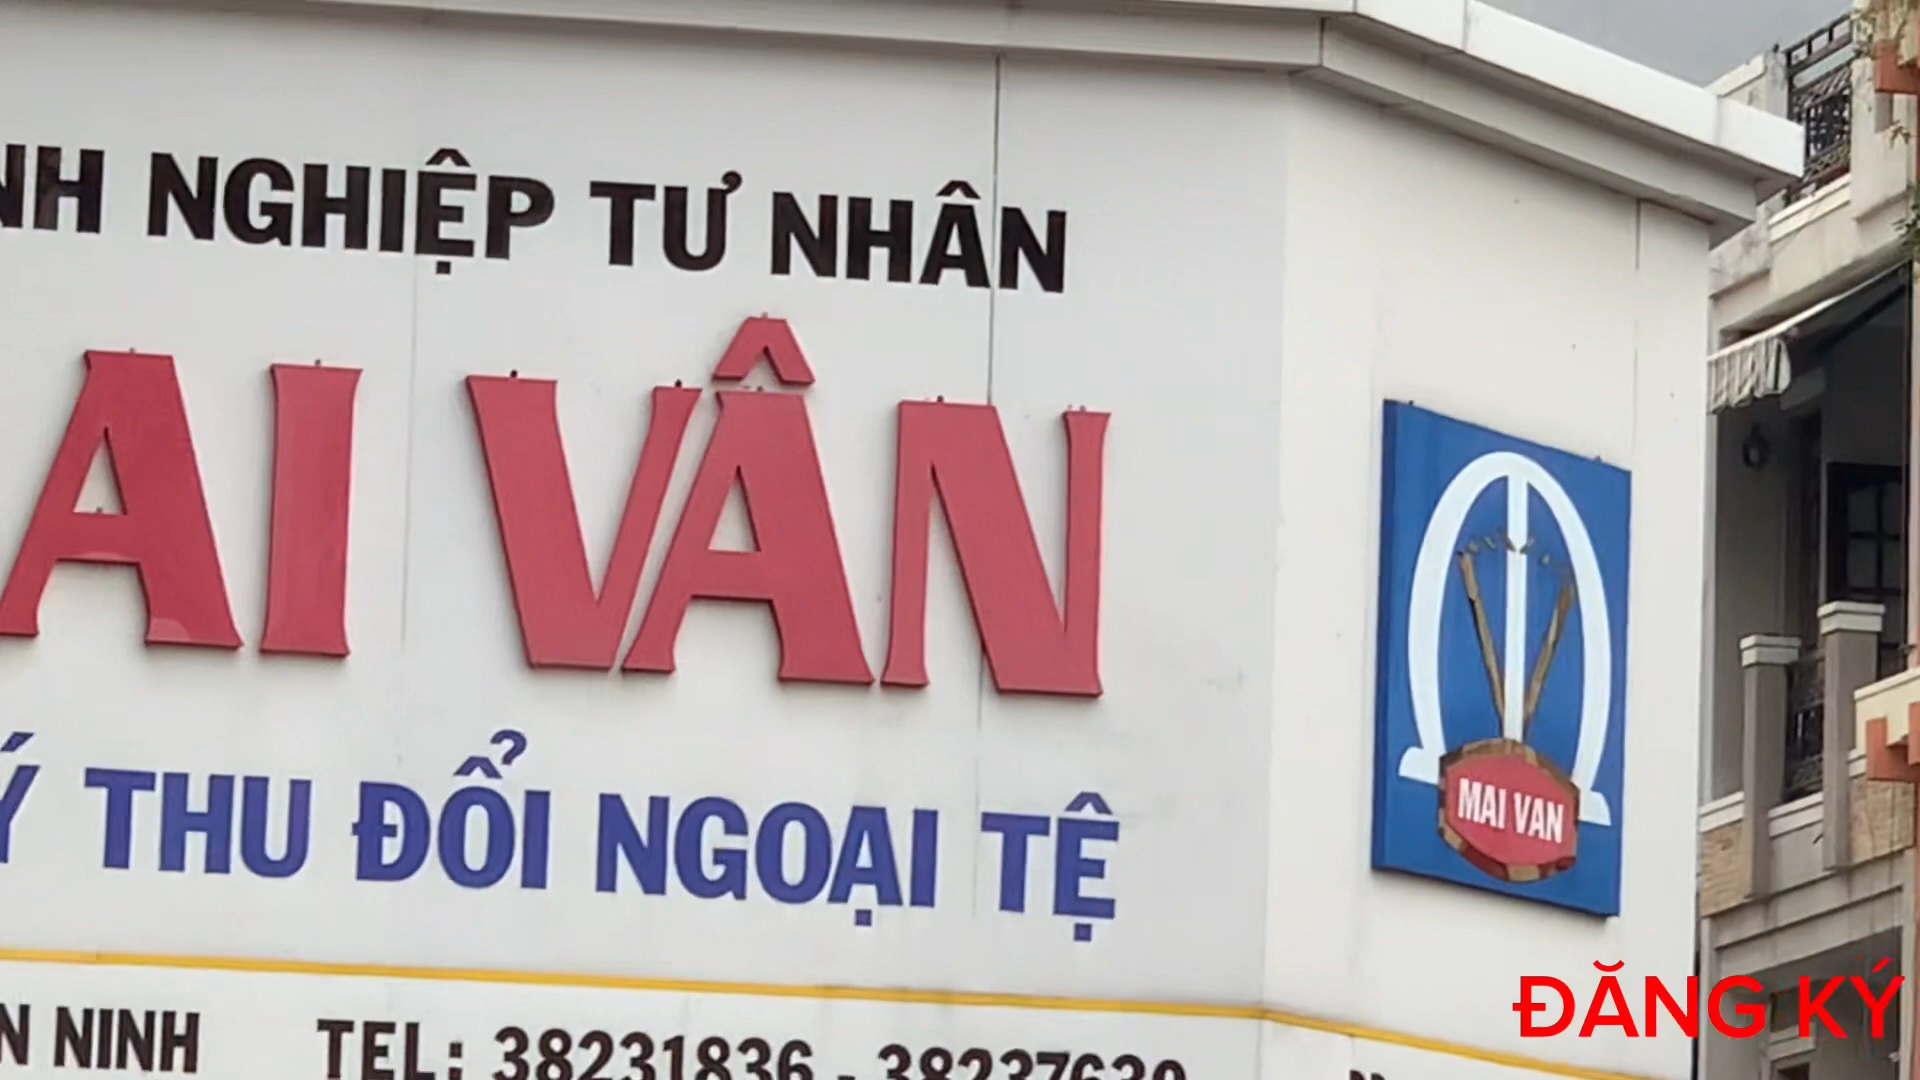 NH NGHIỆP TƯ NHÂN
AI VÂN
Ý THU ĐỔI NGOẠI TỆ
MAI VAN
N NINH TEL: 38231836 - 38237630
ĐĂNG KÝ